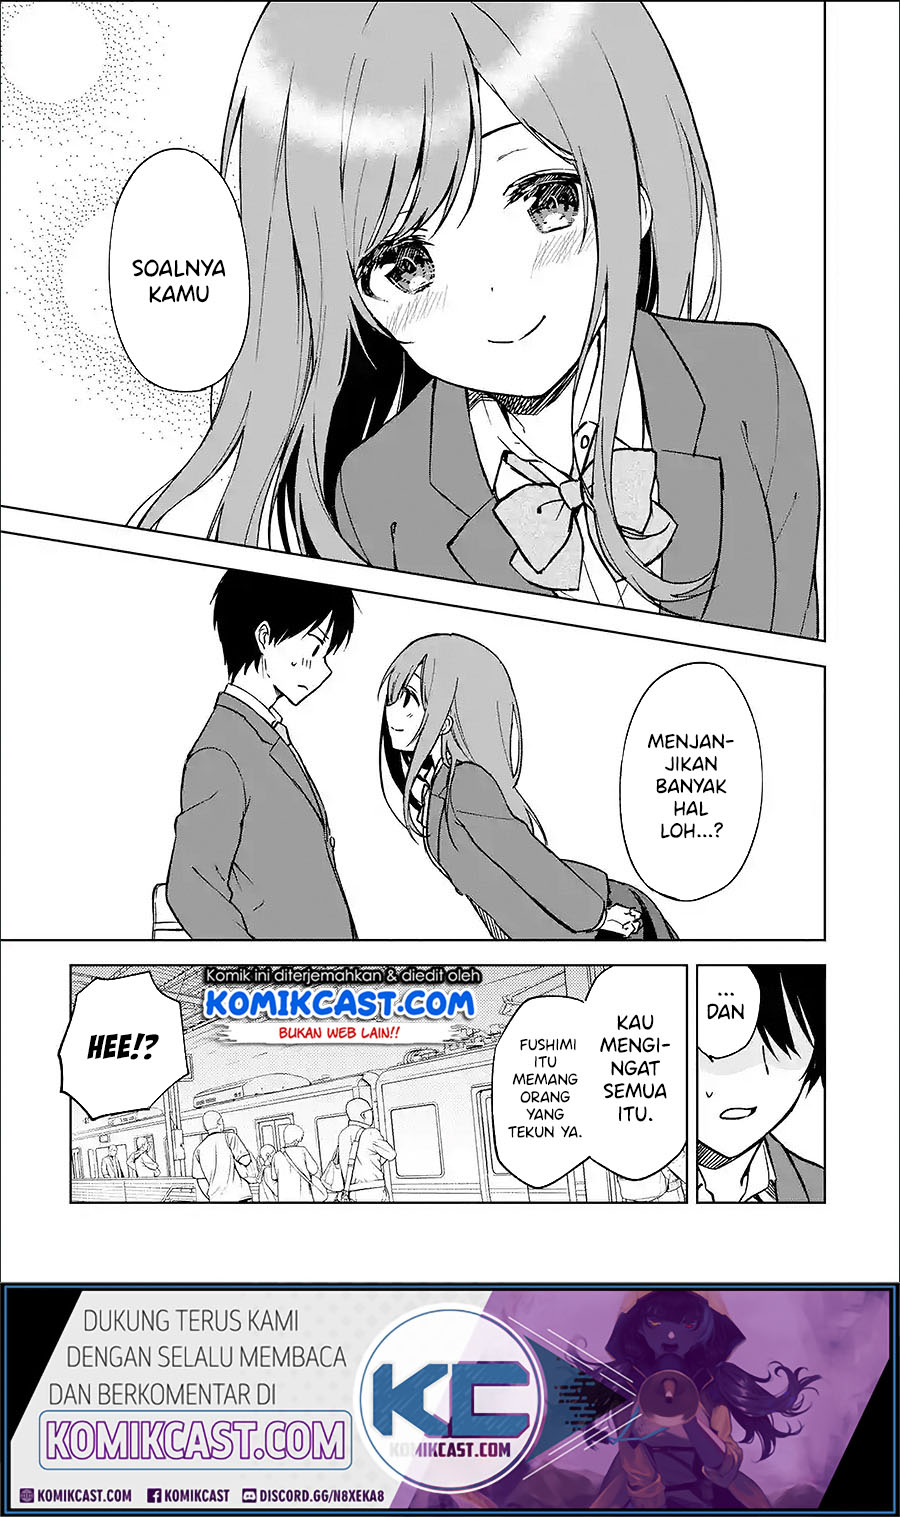 SOALNYA
KAMU
MENJAN-
JIKAN
BANYAK
HAL
LOH...?
...
DAN
KAU
MENGI-
NGAT
SEMUA
ITU.
FUSHIMI
ITU
MEMANG
ORANG
YANG
TEKUN YA.
HEE!?
Komik ini diterjemahkan & diedit oleh
KOMIKCAST.COM
BUKAN WEB LAIN!!
DUKUNG TERUS KAMI
DENGAN SELALU MEMBACA
DAN BERKOMENTAR DI
KOMIKCAST.COM
KC
KOMIKCAST.COM
KOMIKCAST.COM
KOMIKCAST
DISCORD.GG/N8XEKA8